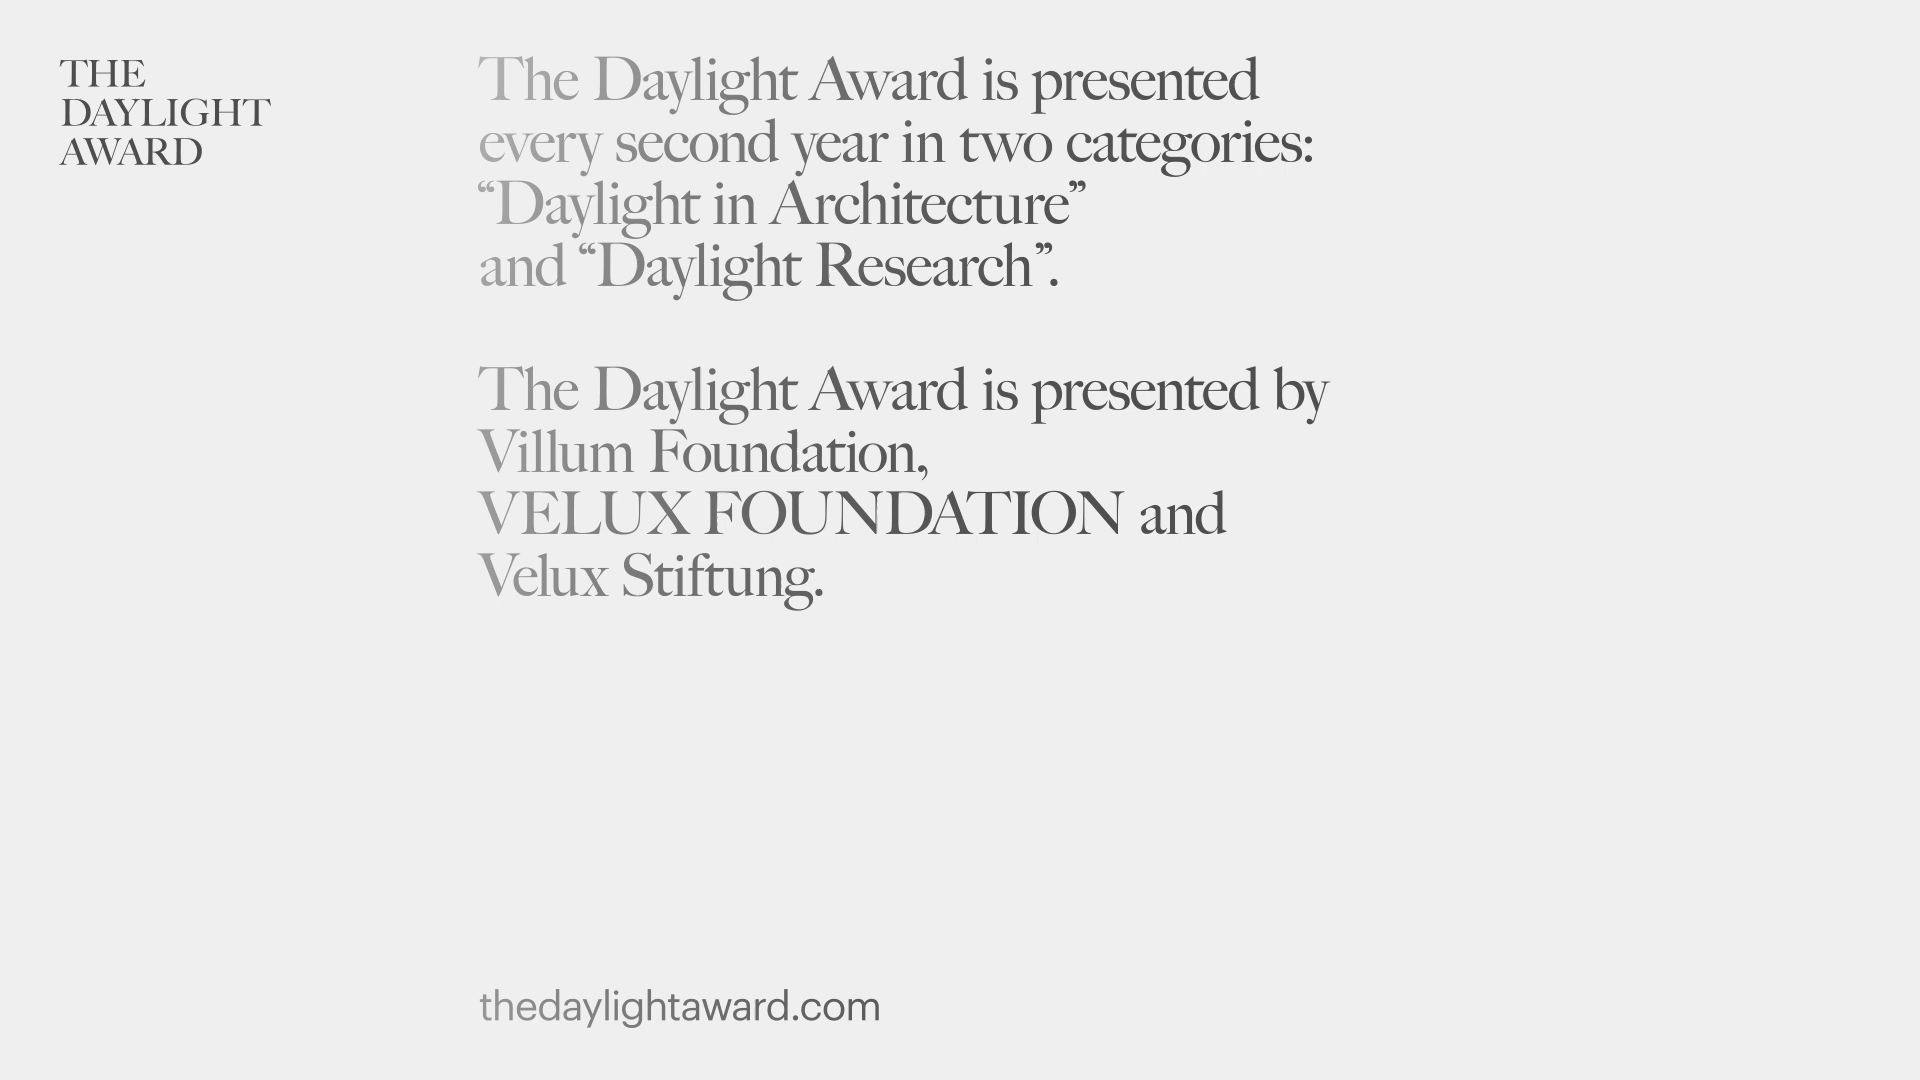 THE
DAYLIGHT
AWARD
The Daylight Award is presented
every second year in two categories:
“Daylight in Architecture”
and “Daylight Research”.
The Daylight Award is presented by
Villum Foundation,
VELUX FOUNDATION and
Velux Stiftung.
thedaylightaward.com